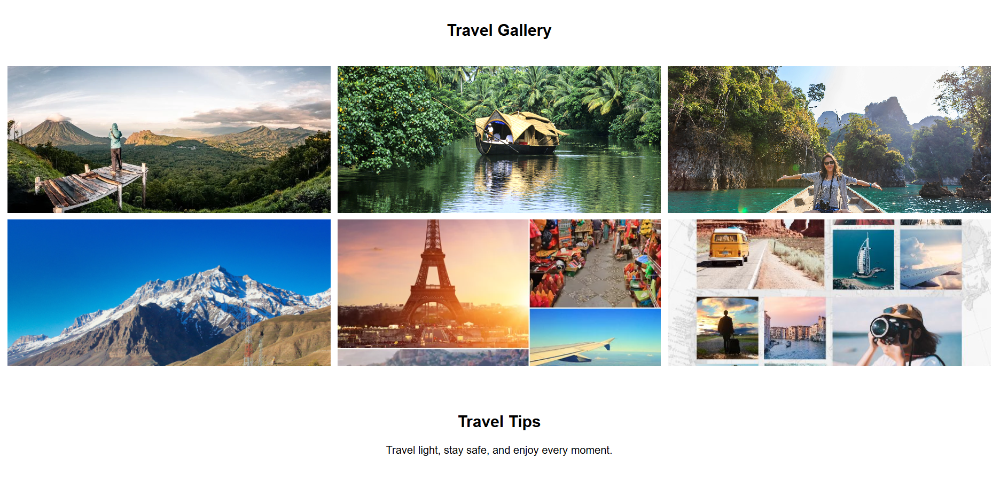 Travel Gallery
Travel Tips
Travel light, stay safe, and enjoy every moment.